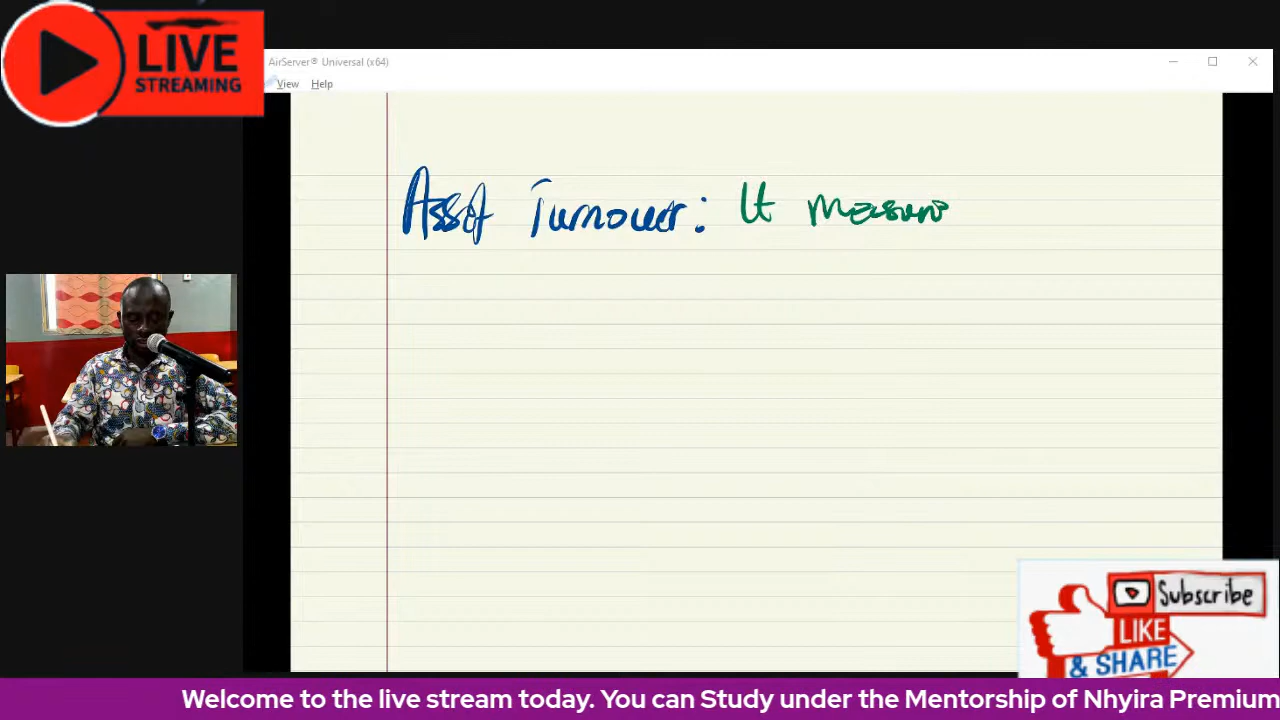 LIVE
STREAMING
AirServer® Universal (x64)
View Help
Asset Turnover: It measures
Subscribe
LIKE
& SHARE
Welcome to the live stream today. You can Study under the Mentorship of Nhyira Premium